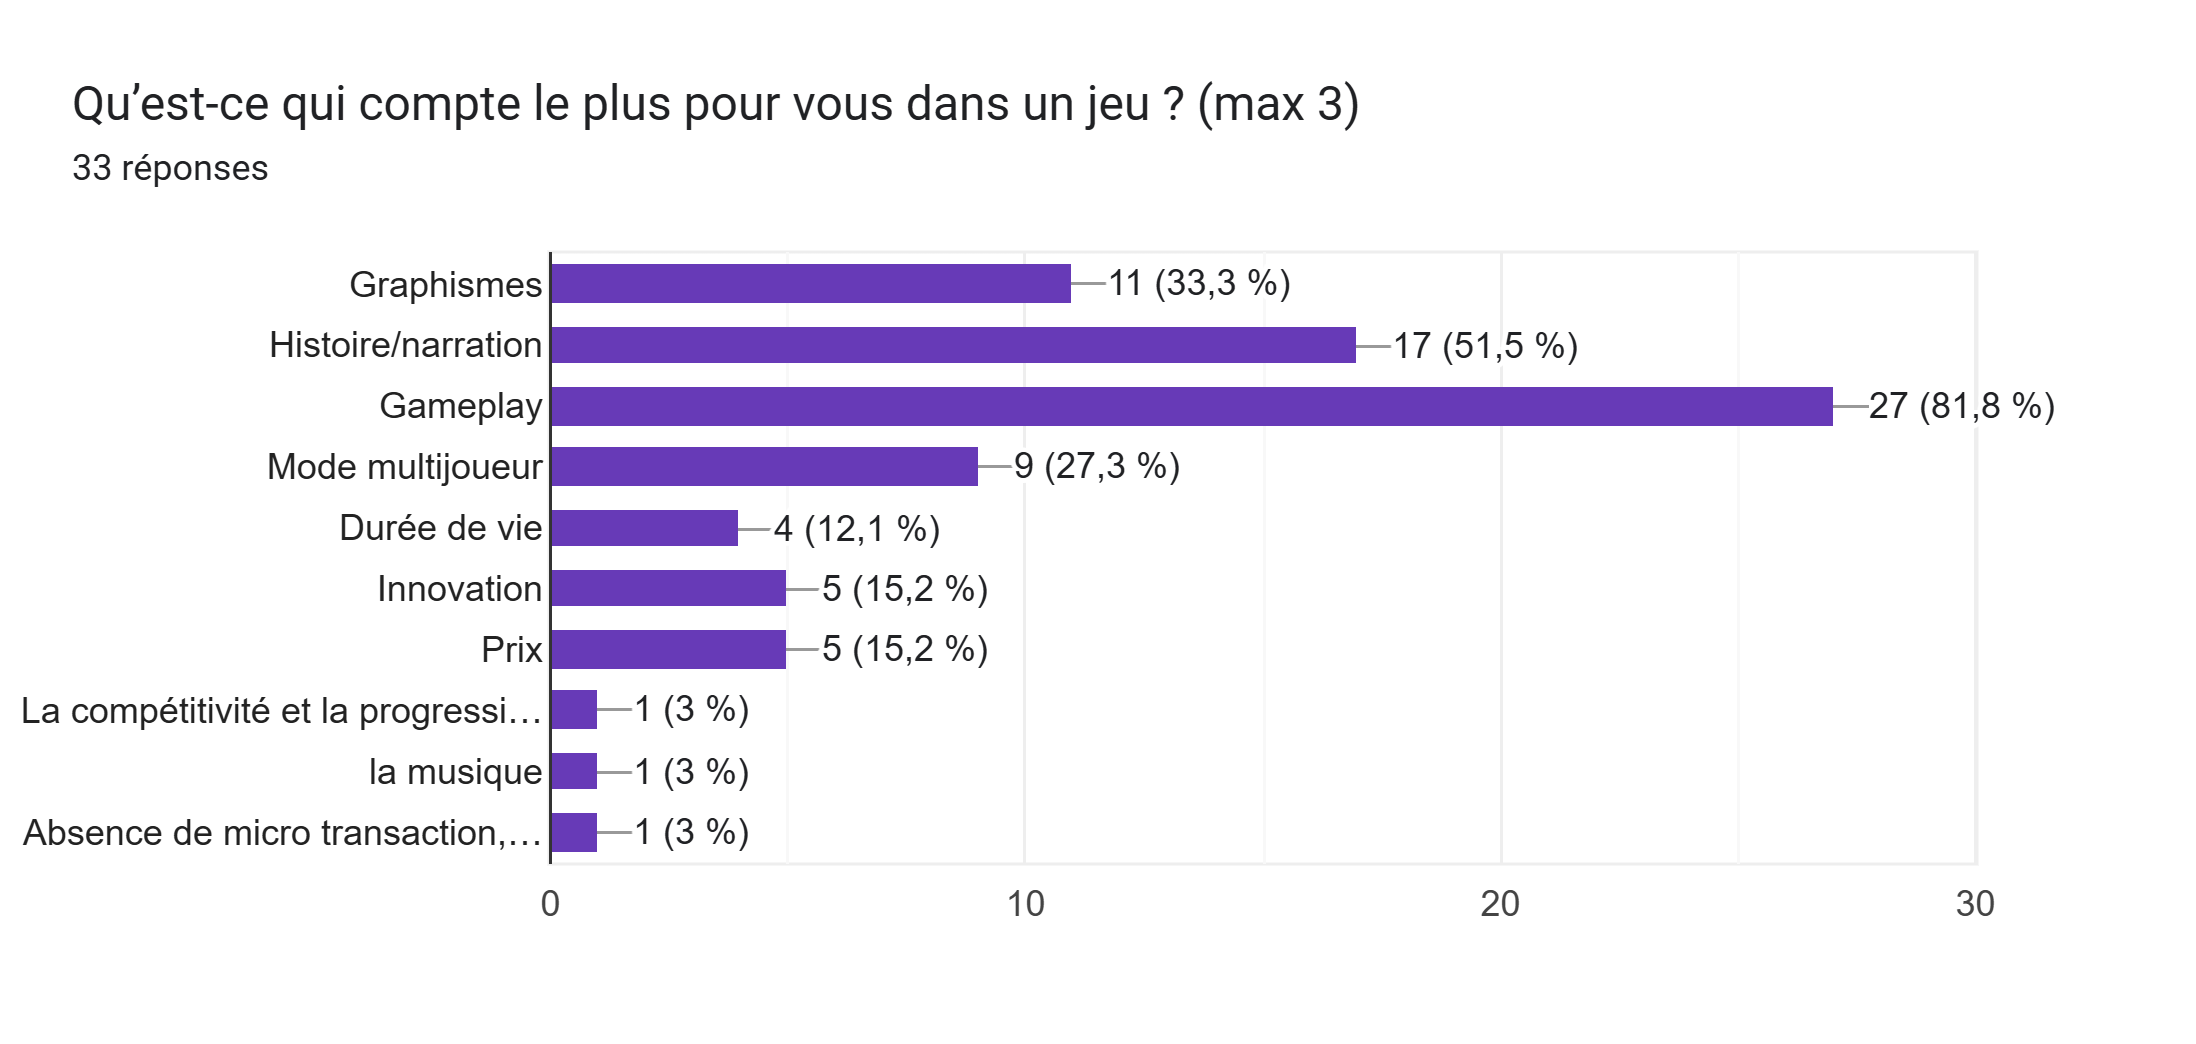 Qu’est-ce qui compte le plus pour vous dans un jeu ? (max 3)
33 réponses
Graphismes 11 (33,3 %)
Histoire/narration 17 (51,5 %)
Gameplay 27 (81,8 %)
Mode multijoueur 9 (27,3 %)
Durée de vie 4 (12,1 %)
Innovation 5 (15,2 %)
Prix 5 (15,2 %)
La compétitivité et la progressi… 1 (3 %)
la musique 1 (3 %)
Absence de micro transaction,… 1 (3 %)
0 10 20 30